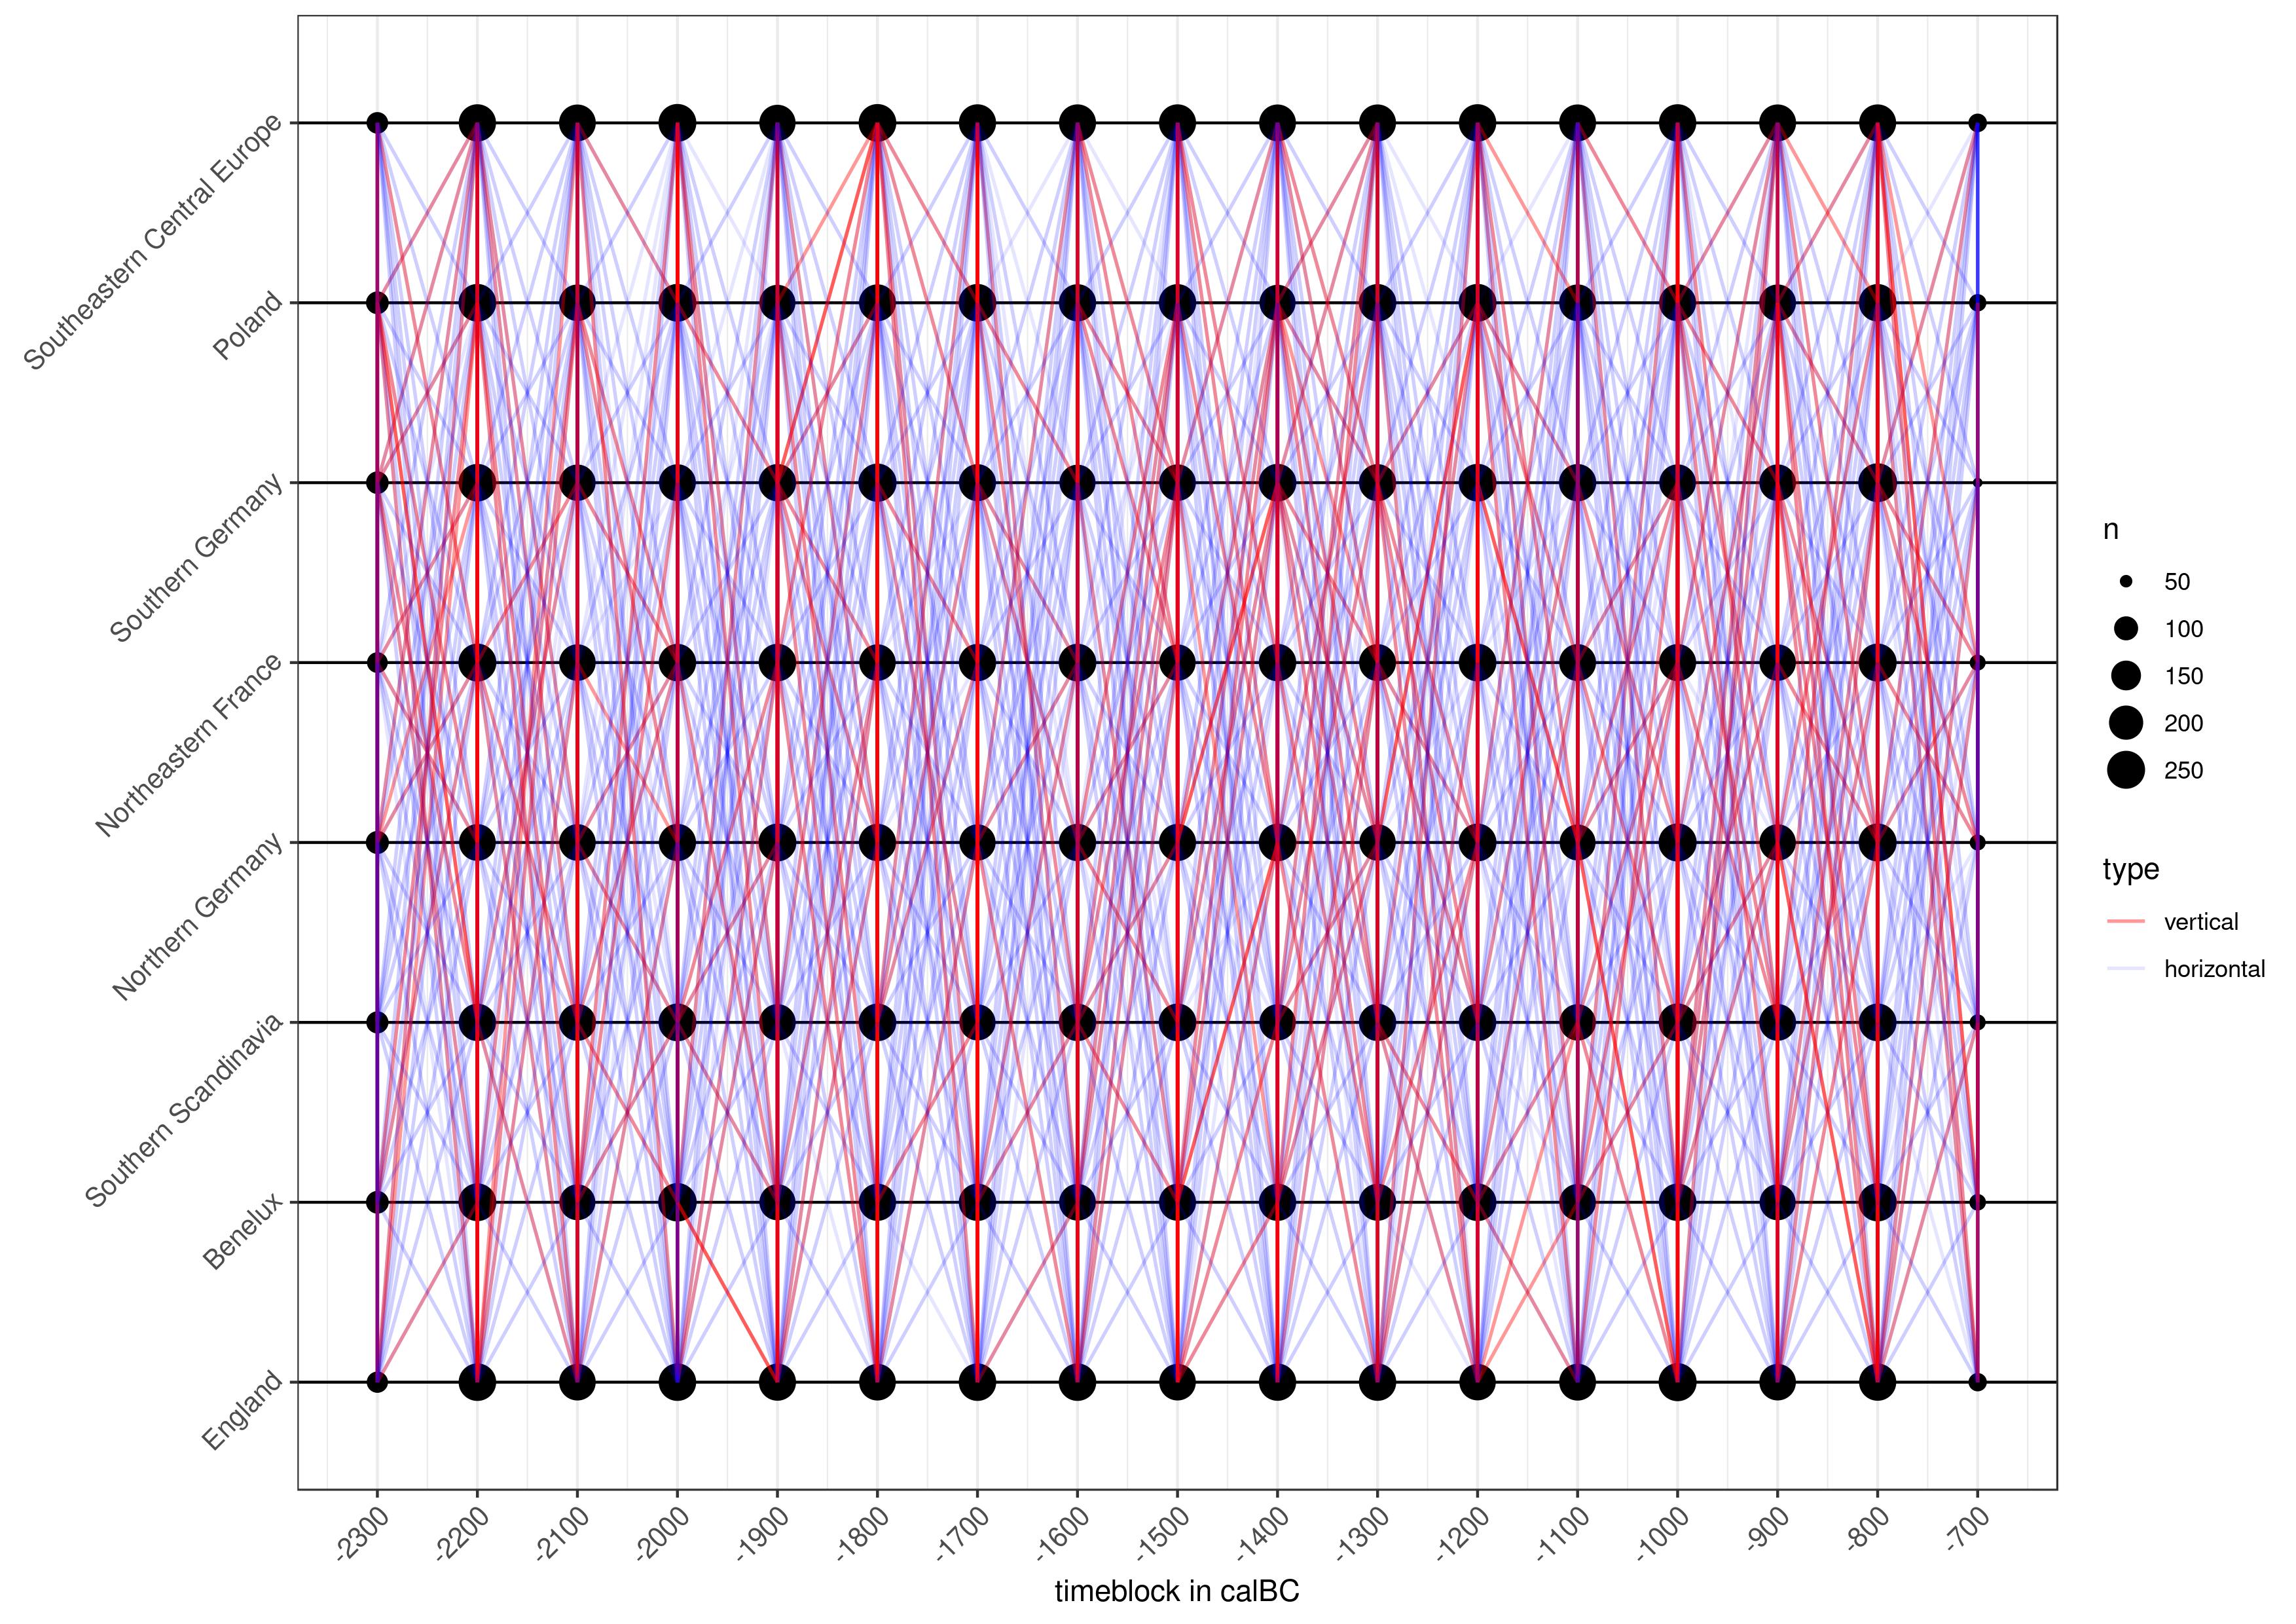 Southeastern Central Europe
Poland
Southern Germany
Northeastern France
Northern Germany
Southern Scandinavia
Benelux
England
-2300
-2200
-2100
-2000
-1900
-1800
-1700
-1600
-1500
-1400
-1300
-1200
-1100
-1000
-900
-800
-700
timeblock in calBC
n
50
100
150
200
250
type
vertical
horizontal